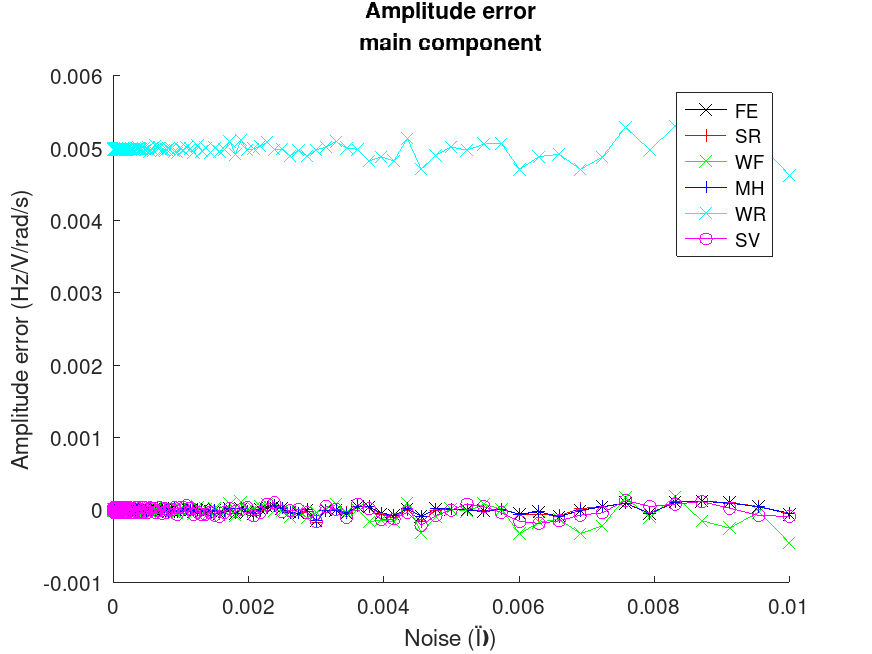 Amplitude error
main component
0.006
0.005
0.004
0.003
0.002
0.001
0
-0.001
Amplitude error (Hz/V/rad/s)
FE
SR
WF
MH
WR
SV
0
0.002
0.004
0.006
0.008
0.01
Noise